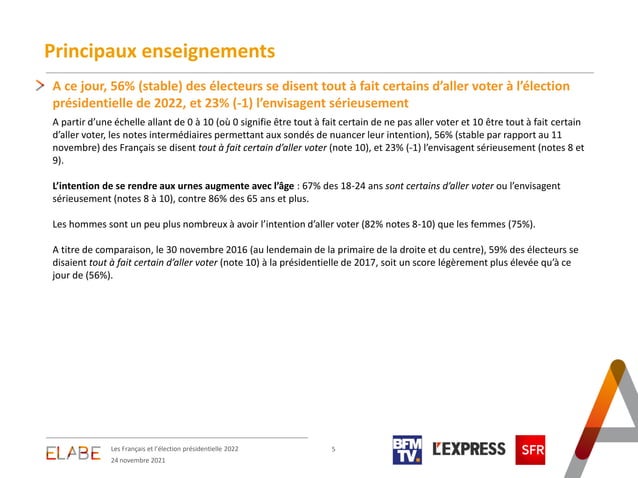 Principaux enseignements
A ce jour, 56% (stable) des électeurs se disent tout à fait certains d’aller voter à l’élection
présidentielle de 2022, et 23% (-1) l’envisagent sérieusement
A partir d’une échelle allant de 0 à 10 (où 0 signifie être tout à fait certain de ne pas aller voter et 10 être tout à fait certain
d’aller voter, les notes intermédiaires permettant aux sondés de nuancer leur intention), 56% (stable par rapport au 11
novembre) des Français se disent tout à fait certain d’aller voter (note 10), et 23% (-1) l’envisagent sérieusement (notes 8 et
9).
L’intention de se rendre aux urnes augmente avec l’âge : 67% des 18-24 ans sont certains d’aller voter ou l’envisagent
sérieusement (notes 8 à 10), contre 86% des 65 ans et plus.
Les hommes sont un peu plus nombreux à avoir l’intention d’aller voter (82% notes 8-10) que les femmes (75%).
A titre de comparaison, le 30 novembre 2016 (au lendemain de la primaire de la droite et du centre), 59% des électeurs se
disaient tout à fait certain d’aller voter (note 10) à la présidentielle de 2017, soit un score légèrement plus élevée qu’à ce
jour de (56%).
ELABE
Les Français et l’élection présidentielle 2022
24 novembre 2021
5
BFM
TV.
L’EXPRESS
SFR